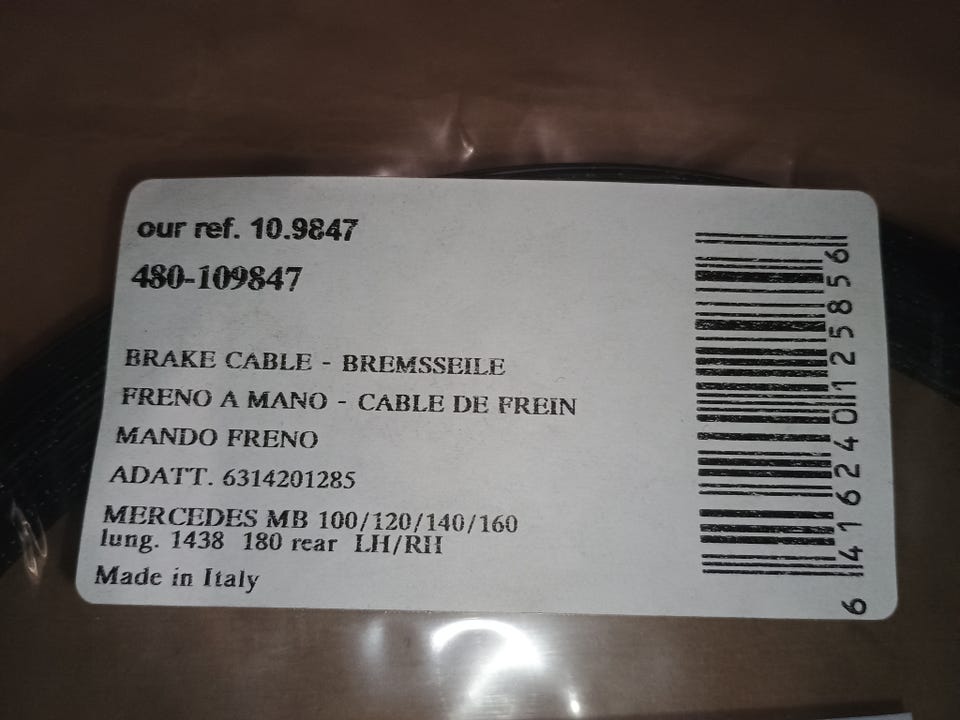 our ref. 10.9847
480-109847
BRAKE CABLE - BREMSSEILE
FRENO A MANO - CABLE DE FREIN
MANDO FRENO
ADATT. 6314201285
MERCEDES MB 100/120/140/160
lung. 1438 180 rear LH/RH
Made in Italy
6 416240 125856